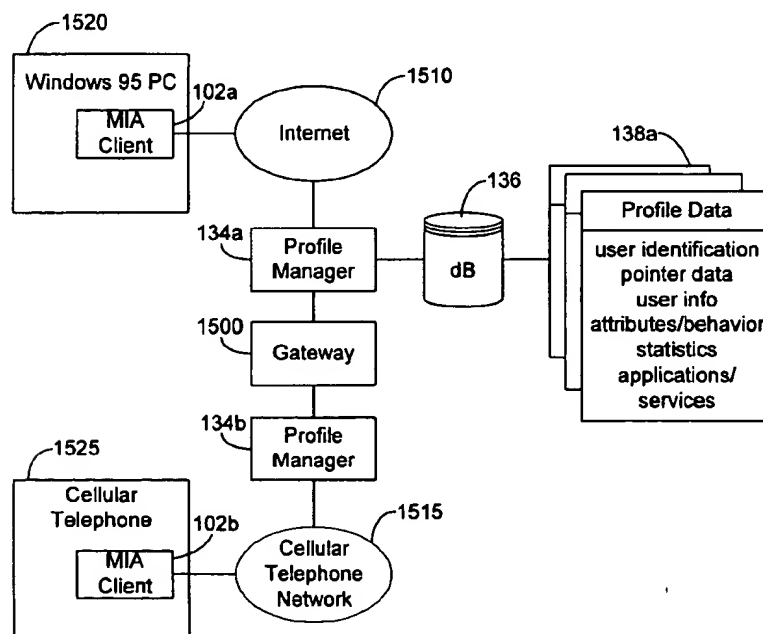 1520
Windows 95 PC
102a
MIA
Client
1510
Internet
138a
136
Profile Data
134a
Profile
Manager
dB
user identification
pointer data
user info
attributes/behavior
statistics
applications/
services
1500
Gateway
134b
Profile
Manager
1525
Cellular
Telephone
102b
MIA
Client
1515
Cellular
Telephone
Network